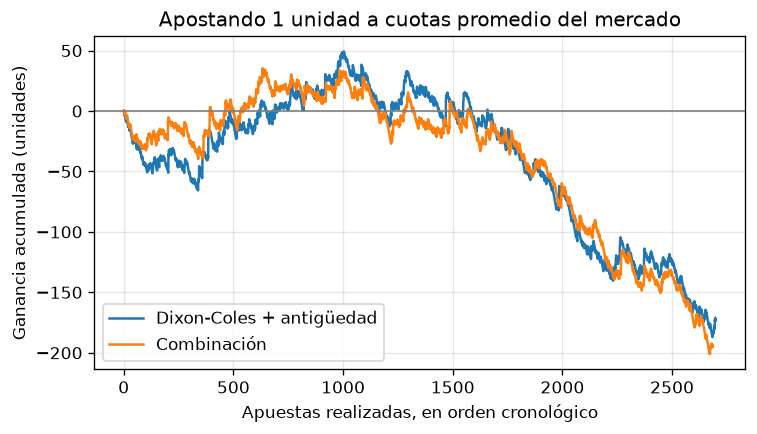 Apostando 1 unidad a cuotas promedio del mercado
Ganancia acumulada (unidades)
50
0
−50
−100
−150
−200
Dixon-Coles + antigüedad
Combinación
0
500
1000
1500
2000
2500
Apuestas realizadas, en orden cronológico